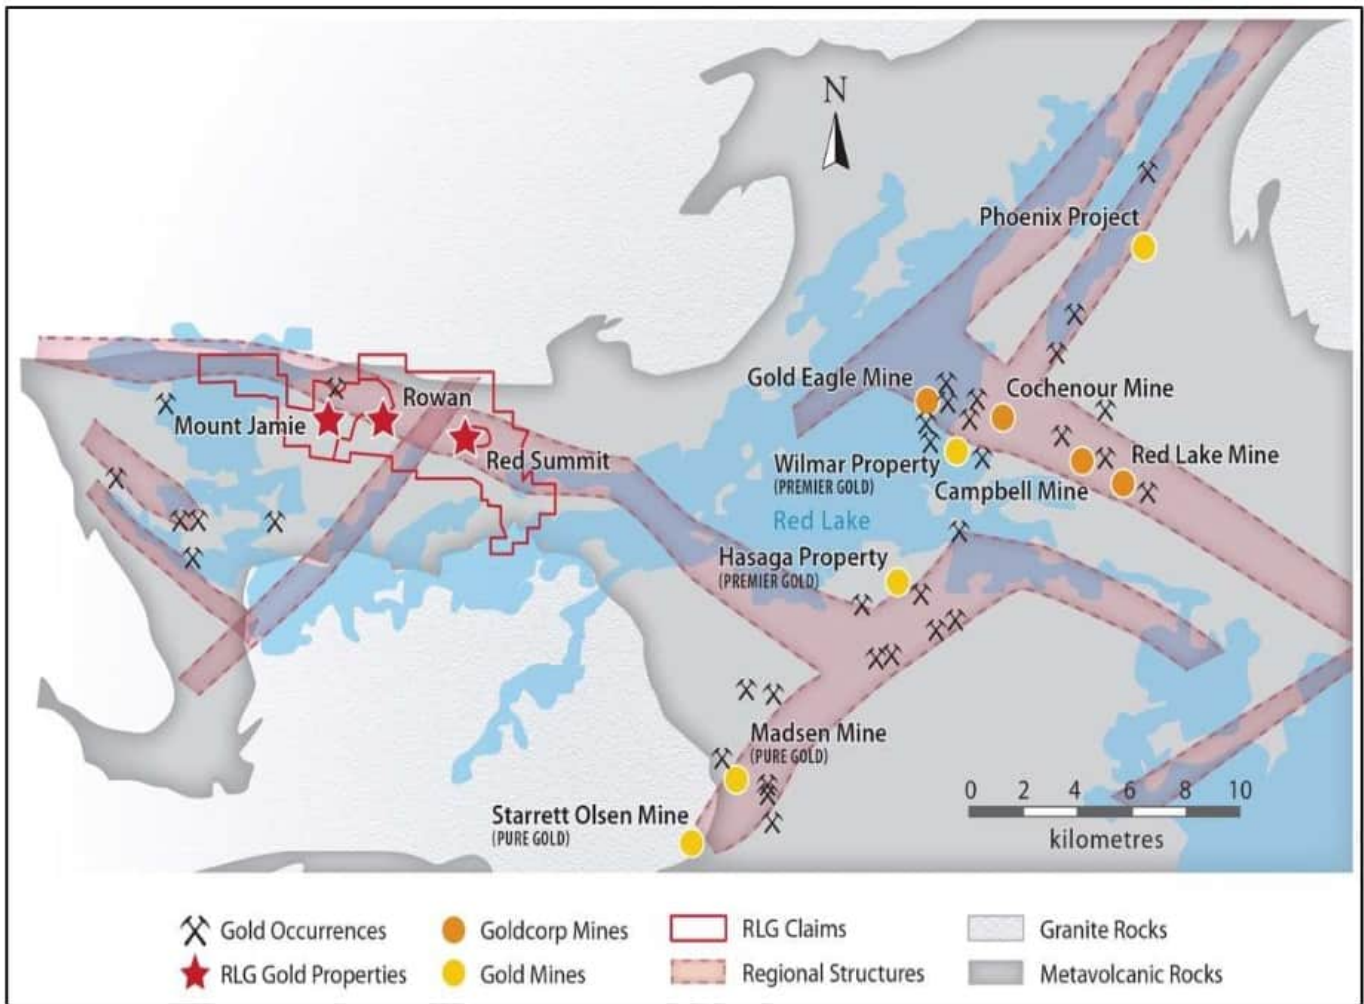 N
Phoenix Project
Gold Eagle Mine
Cochenour Mine
Rowan
Mount Jamie
Red Summit
Wilmar Property
(PREMIER GOLD)
Red Lake Mine
Campbell Mine
Red Lake
Hasaga Property
(PREMIER GOLD)
Madsen Mine
(PURE GOLD)
Starrett Olsen Mine
(PURE GOLD)
0 2 4 6 8 10
kilometres
Gold Occurrences
Goldcorp Mines
RLG Claims
Granite Rocks
RLG Gold Properties
Gold Mines
Regional Structures
Metavolcanic Rocks